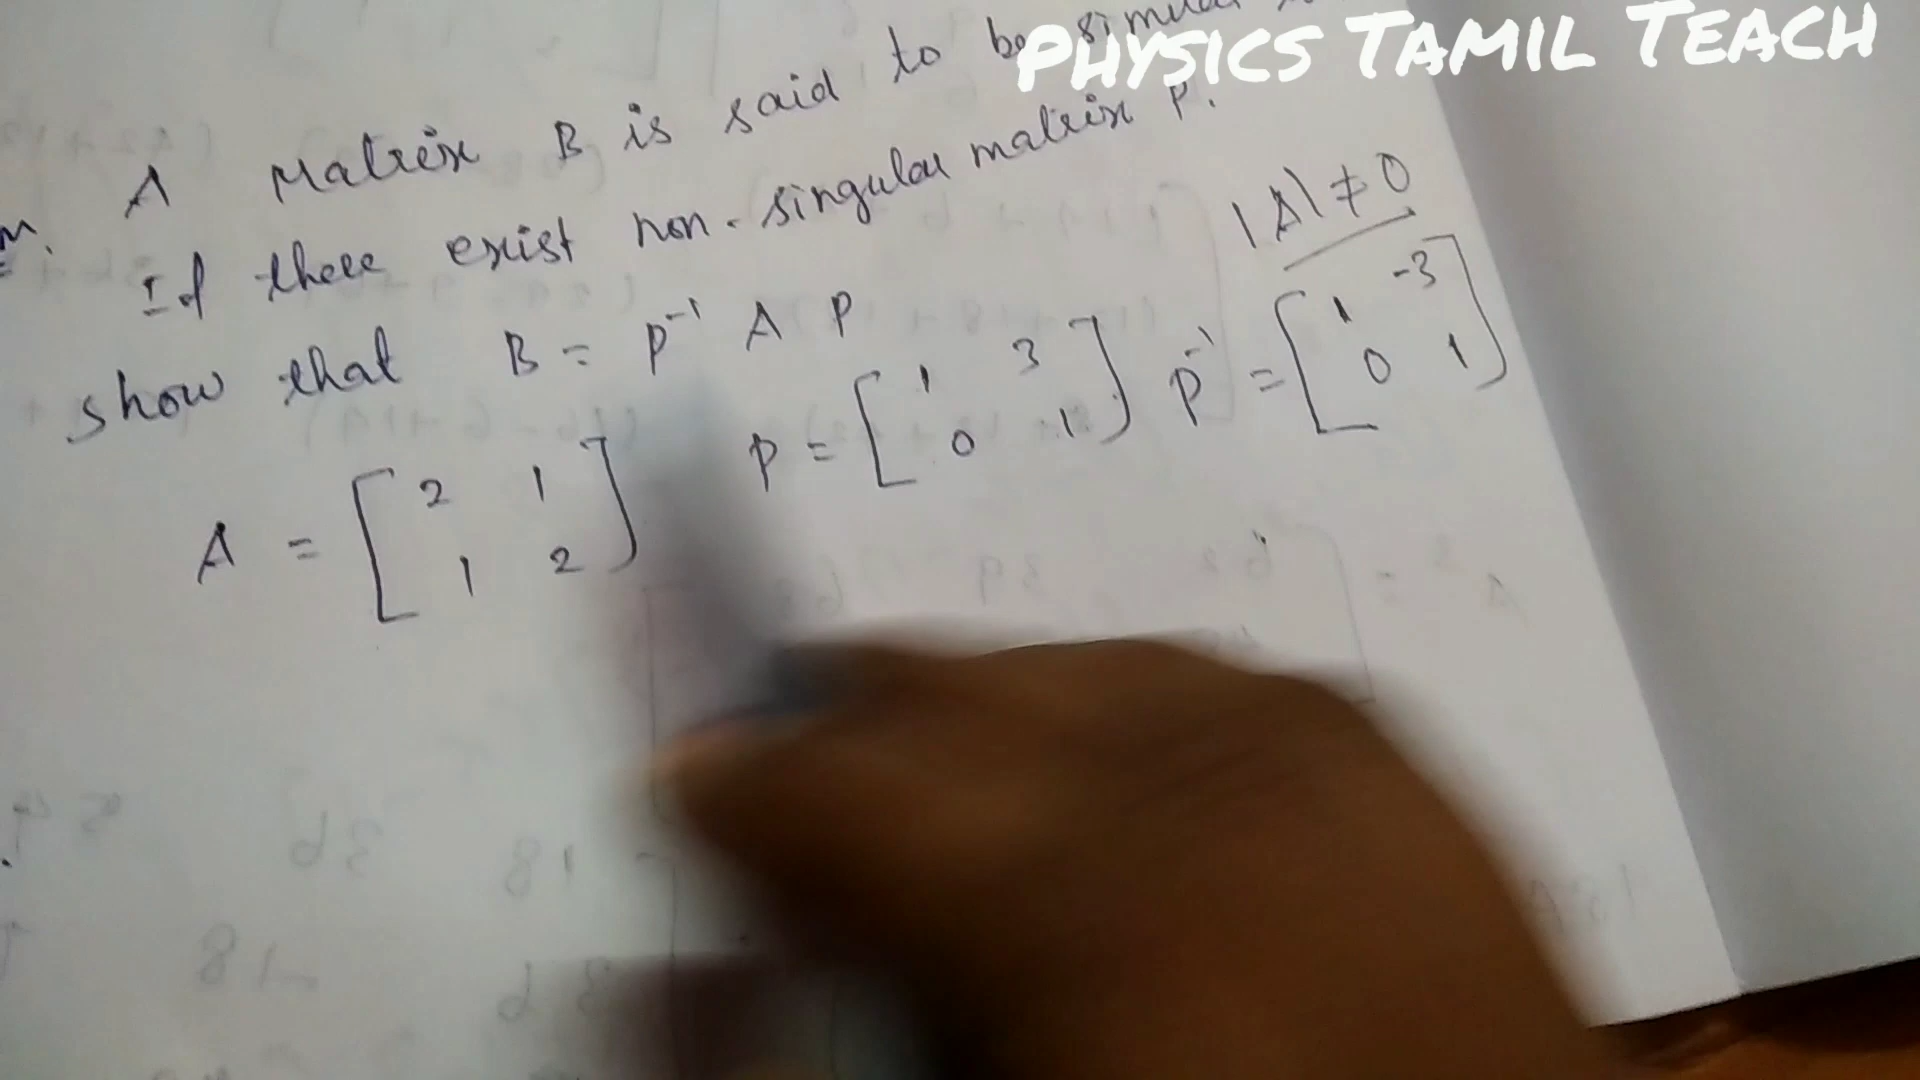 PHYSICS TAMIL TEACH
A Matrix B is said to be
If there exist non-singular matrix P.
show that B = P⁻¹ A P
|A| ≠ 0
A = [2 1
1 2]
P = [1 3
0 1]
P⁻¹ = [1 -3
0 1]